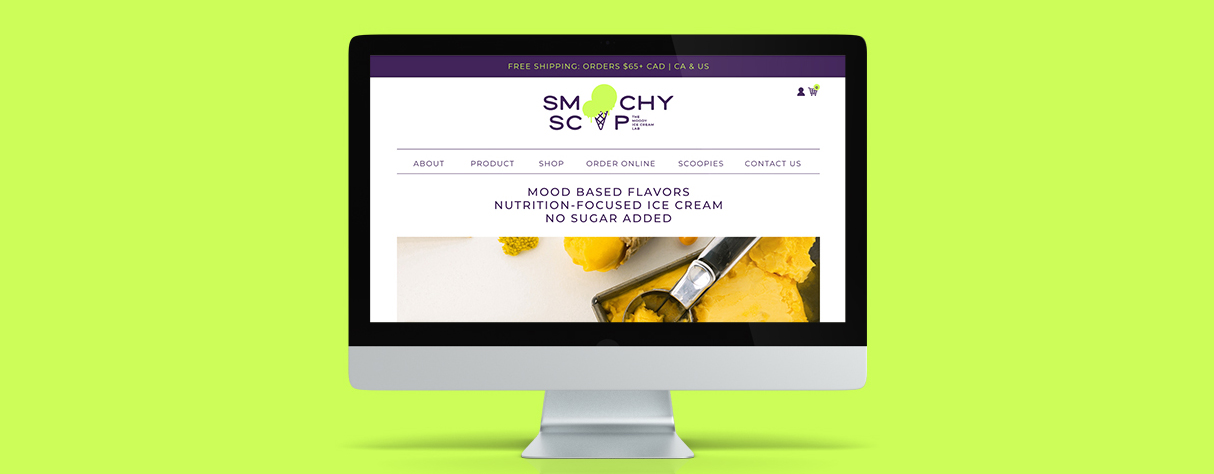 FREE SHIPPING: ORDERS $65+ CAD | CA & US
SMOOCHY
SCOOP
THE
MOODY
ICE CREAM
LAB
ABOUT
PRODUCT
SHOP
ORDER ONLINE
SCOOPIES
CONTACT US
MOOD BASED FLAVORS
NUTRITION-FOCUSED ICE CREAM
NO SUGAR ADDED